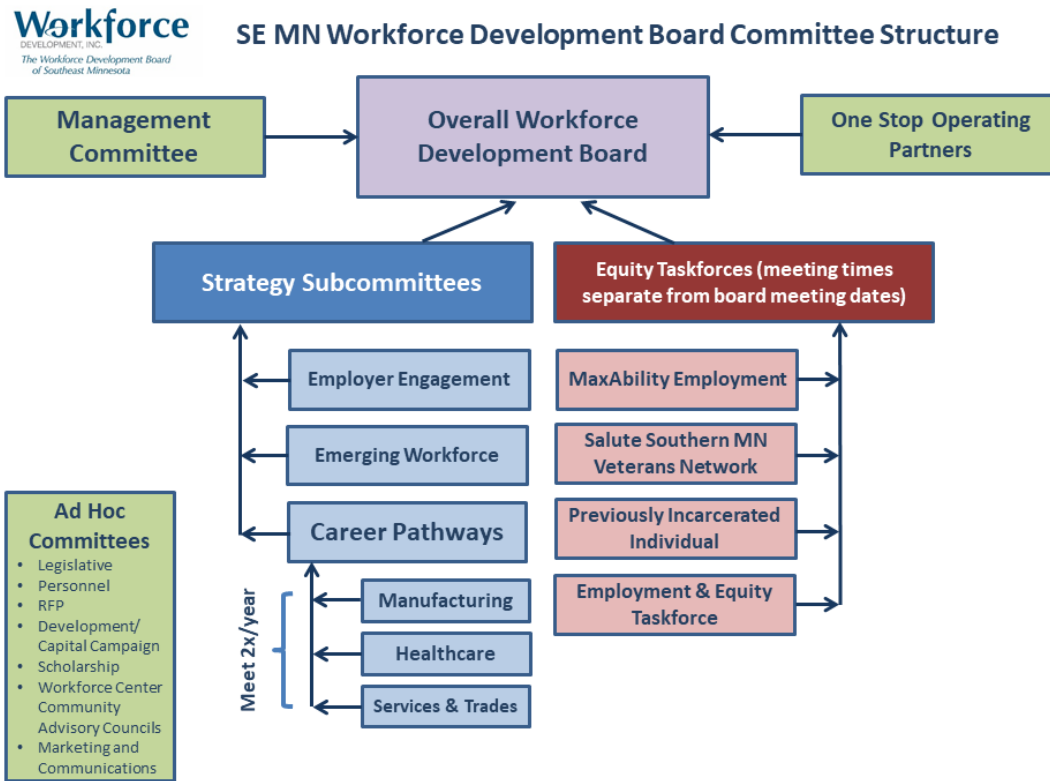 Workforce
DEVELOPMENT, INC.
The Workforce Development Board
of Southeast Minnesota
SE MN Workforce Development Board Committee Structure
Management
Committee
Overall Workforce
Development Board
One Stop Operating
Partners
Strategy Subcommittees
Equity Taskforces (meeting times
separate from board meeting dates)
Employer Engagement
Emerging Workforce
Career Pathways
Meet 2x/year
Manufacturing
Healthcare
Services & Trades
MaxAbility Employment
Salute Southern MN
Veterans Network
Previously Incarcerated
Individual
Employment & Equity
Taskforce
Ad Hoc
Committees
• Legislative
• Personnel
• RFP
• Development/
Capital Campaign
• Scholarship
• Workforce Center
Community
Advisory Councils
• Marketing and
Communications